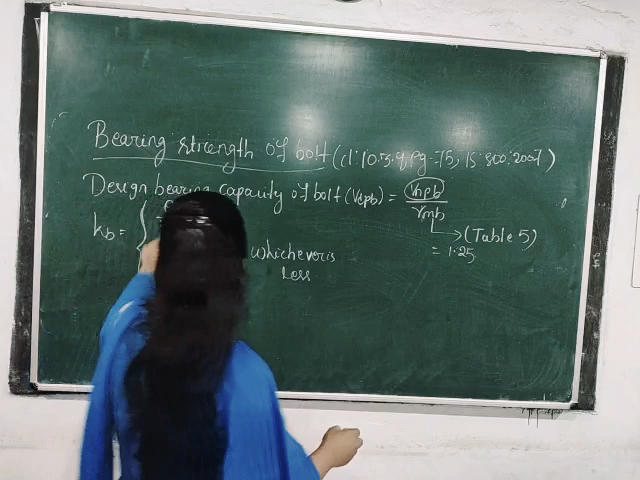 Bearing strength of bolt (cl:10.3.4, Pg-75, IS 800:2007)
Design bearing capacity of bolt (Vdpb) = Vnpb / γmb
→ (Table 5)
kb = { whichever is
= 1.25
Less